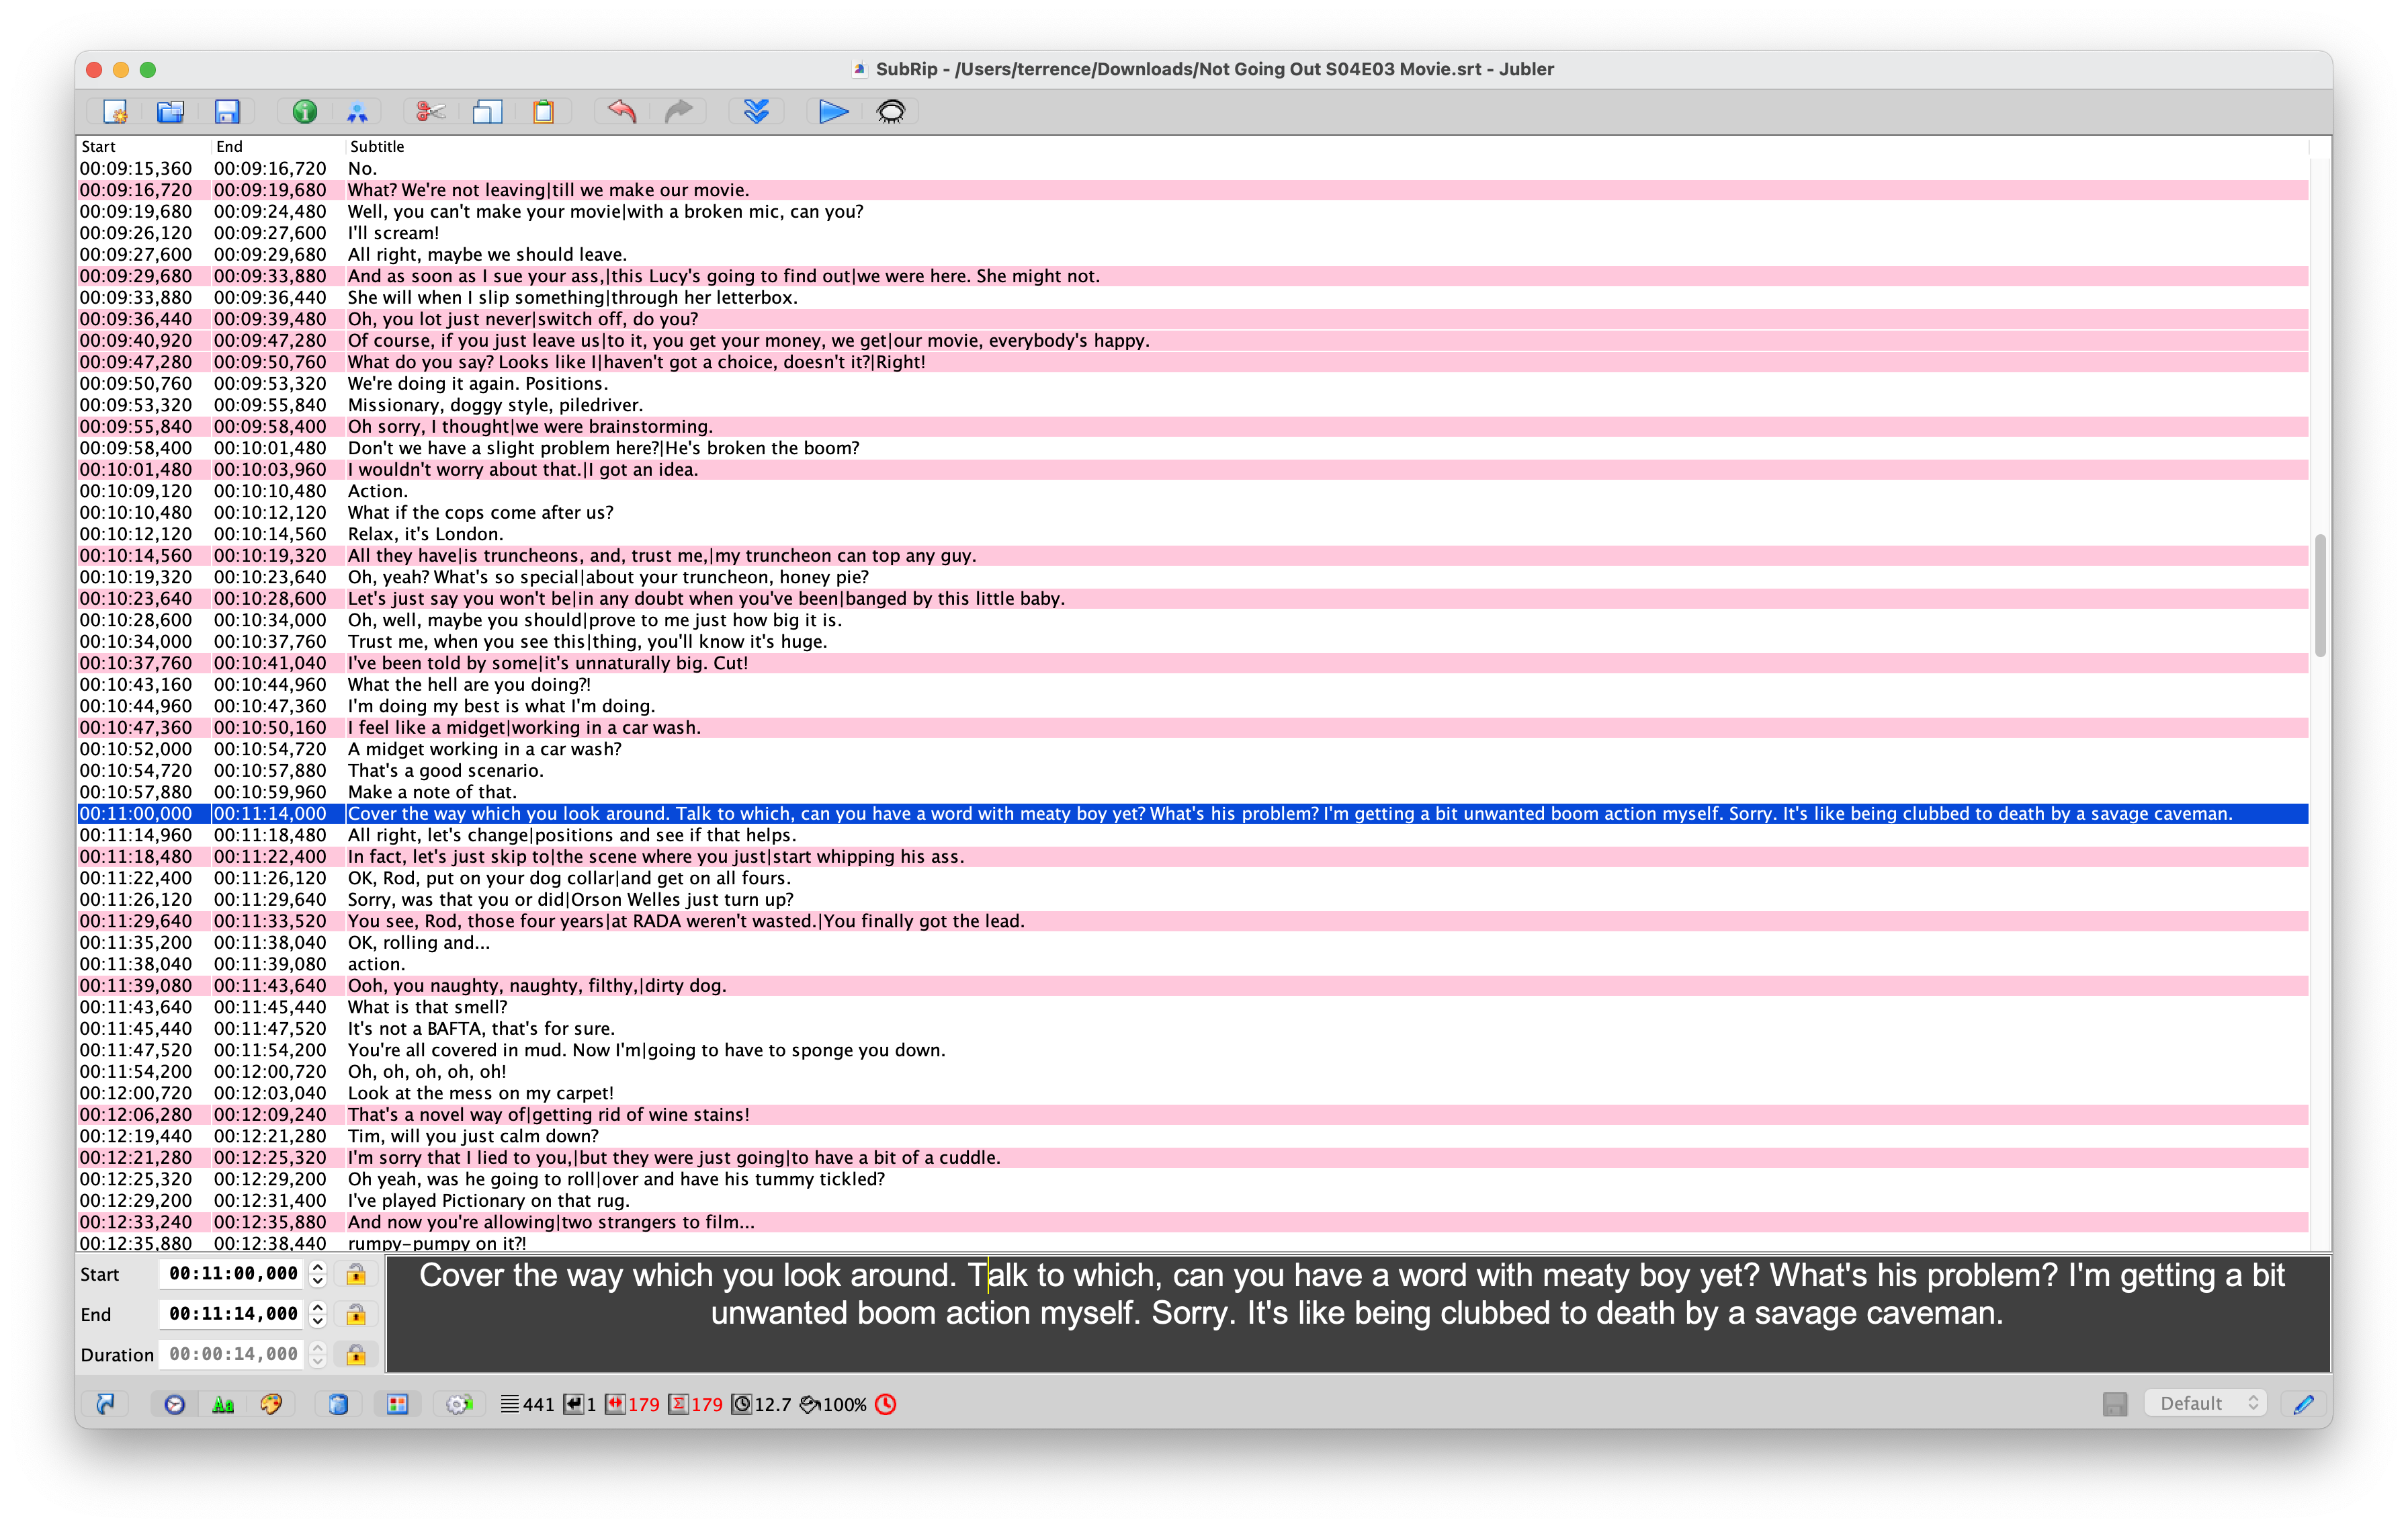 SubRip - /Users/terrence/Downloads/Not Going Out S04E03 Movie.srt - Jubler
Start End Subtitle
00:09:15,360 00:09:16,720 No.
00:09:16,720 00:09:19,680 What? We're not leaving|till we make our movie.
00:09:19,680 00:09:24,480 Well, you can't make your movie|with a broken mic, can you?
00:09:26,120 00:09:27,600 I'll scream!
00:09:27,600 00:09:29,680 All right, maybe we should leave.
00:09:29,680 00:09:33,880 And as soon as I sue your ass,|this Lucy's going to find out|we were here. She might not.
00:09:33,880 00:09:36,440 She will when I slip something|through her letterbox.
00:09:36,440 00:09:39,480 Oh, you lot just never|switch off, do you?
00:09:40,920 00:09:47,280 Of course, if you just leave us|to it, you get your money, we get|our movie, everybody's happy.
00:09:47,280 00:09:50,760 What do you say? Looks like I|haven't got a choice, doesn't it?|Right!
00:09:50,760 00:09:53,320 We're doing it again. Positions.
00:09:53,320 00:09:55,840 Missionary, doggy style, piledriver.
00:09:55,840 00:09:58,400 Oh sorry, I thought|we were brainstorming.
00:09:58,400 00:10:01,480 Don't we have a slight problem here?|He's broken the boom?
00:10:01,480 00:10:03,960 I wouldn't worry about that.|I got an idea.
00:10:09,120 00:10:10,480 Action.
00:10:10,480 00:10:12,120 What if the cops come after us?
00:10:12,120 00:10:14,560 Relax, it's London.
00:10:14,560 00:10:19,320 All they have|is truncheons, and, trust me,|my truncheon can top any guy.
00:10:19,320 00:10:23,640 Oh, yeah? What's so special|about your truncheon, honey pie?
00:10:23,640 00:10:28,600 Let's just say you won't be|in any doubt when you've been|banged by this little baby.
00:10:28,600 00:10:34,000 Oh, well, maybe you should|prove to me just how big it is.
00:10:34,000 00:10:37,760 Trust me, when you see this|thing, you'll know it's huge.
00:10:37,760 00:10:41,040 I've been told by some|it's unnaturally big. Cut!
00:10:43,160 00:10:44,960 What the hell are you doing?!
00:10:44,960 00:10:47,360 I'm doing my best is what I'm doing.
00:10:47,360 00:10:50,160 I feel like a midget|working in a car wash.
00:10:52,000 00:10:54,720 A midget working in a car wash?
00:10:54,720 00:10:57,880 That's a good scenario.
00:10:57,880 00:10:59,960 Make a note of that.
00:11:00,000 00:11:14,000 Cover the way which you look around. Talk to which, can you have a word with meaty boy yet? What's his problem? I'm getting a bit unwanted boom action myself. Sorry. It's like being clubbed to death by a savage caveman.
00:11:14,960 00:11:18,480 All right, let's change|positions and see if that helps.
00:11:18,480 00:11:22,400 In fact, let's just skip to|the scene where you just|start whipping his ass.
00:11:22,400 00:11:26,120 OK, Rod, put on your dog collar|and get on all fours.
00:11:26,120 00:11:29,640 Sorry, was that you or did|Orson Welles just turn up?
00:11:29,640 00:11:33,520 You see, Rod, those four years|at RADA weren't wasted.|You finally got the lead.
00:11:35,200 00:11:38,040 OK, rolling and...
00:11:38,040 00:11:39,080 action.
00:11:39,080 00:11:43,640 Ooh, you naughty, naughty, filthy,|dirty dog.
00:11:43,640 00:11:45,440 What is that smell?
00:11:45,440 00:11:47,520 It's not a BAFTA, that's for sure.
00:11:47,520 00:11:54,200 You're all covered in mud. Now I'm|going to have to sponge you down.
00:11:54,200 00:12:00,720 Oh, oh, oh, oh, oh!
00:12:00,720 00:12:03,040 Look at the mess on my carpet!
00:12:06,280 00:12:09,240 That's a novel way of|getting rid of wine stains!
00:12:19,440 00:12:21,280 Tim, will you just calm down?
00:12:21,280 00:12:25,320 I'm sorry that I lied to you,|but they were just going|to have a bit of a cuddle.
00:12:25,320 00:12:29,200 Oh yeah, was he going to roll|over and have his tummy tickled?
00:12:29,200 00:12:31,400 I've played Pictionary on that rug.
00:12:33,240 00:12:35,880 And now you're allowing|two strangers to film...
00:12:35,880 00:12:38,440 rumpy-pumpy on it?!
Start 00:11:00,000
End 00:11:14,000
Duration 00:00:14,000
Cover the way which you look around. Talk to which, can you have a word with meaty boy yet? What's his problem? I'm getting a bit
unwanted boom action myself. Sorry. It's like being clubbed to death by a savage caveman.
Aa 441 1 179 Σ 179 12.7 100% Default